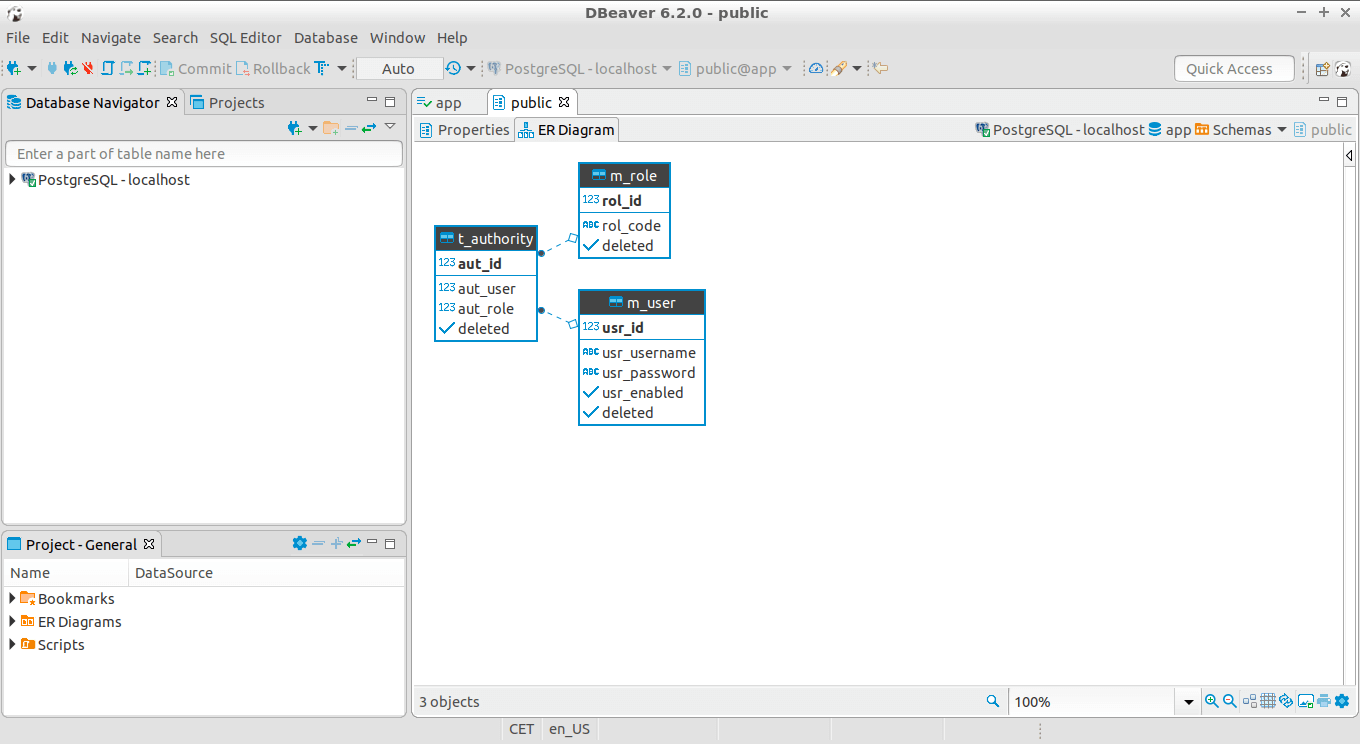 DBeaver 6.2.0 - public
File Edit Navigate Search SQL Editor Database Window Help
Commit Rollback Auto PostgreSQL - localhost public@app Quick Access
Database Navigator Projects
Enter a part of table name here
PostgreSQL - localhost
Project - General
Name DataSource
Bookmarks
ER Diagrams
Scripts
app public
Properties ER Diagram PostgreSQL - localhost app Schemas public
m_role
123 rol_id
ABC rol_code
deleted
t_authority
123 aut_id
123 aut_user
123 aut_role
deleted
m_user
123 usr_id
ABC usr_username
ABC usr_password
usr_enabled
deleted
3 objects 100%
CET en_US